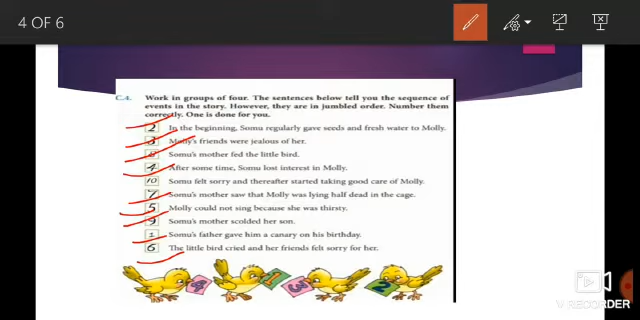 4 OF 6
C.4. Work in groups of four. The sentences below tell you the sequence of
events in the story. However, they are in jumbled order. Number them
correctly. One is done for you.
2 In the beginning, Somu regularly gave seeds and fresh water to Molly.
3 Molly's friends were jealous of her.
8 Somu's mother fed the little bird.
4 After some time, Somu lost interest in Molly.
10 Somu felt sorry and thereafter started taking good care of Molly.
7 Somu's mother saw that Molly was lying half dead in the cage.
5 Molly could not sing because she was thirsty.
9 Somu's mother scolded her son.
1 Somu's father gave him a canary on his birthday.
6 The little bird cried and her friends felt sorry for her.
4 1 3 2